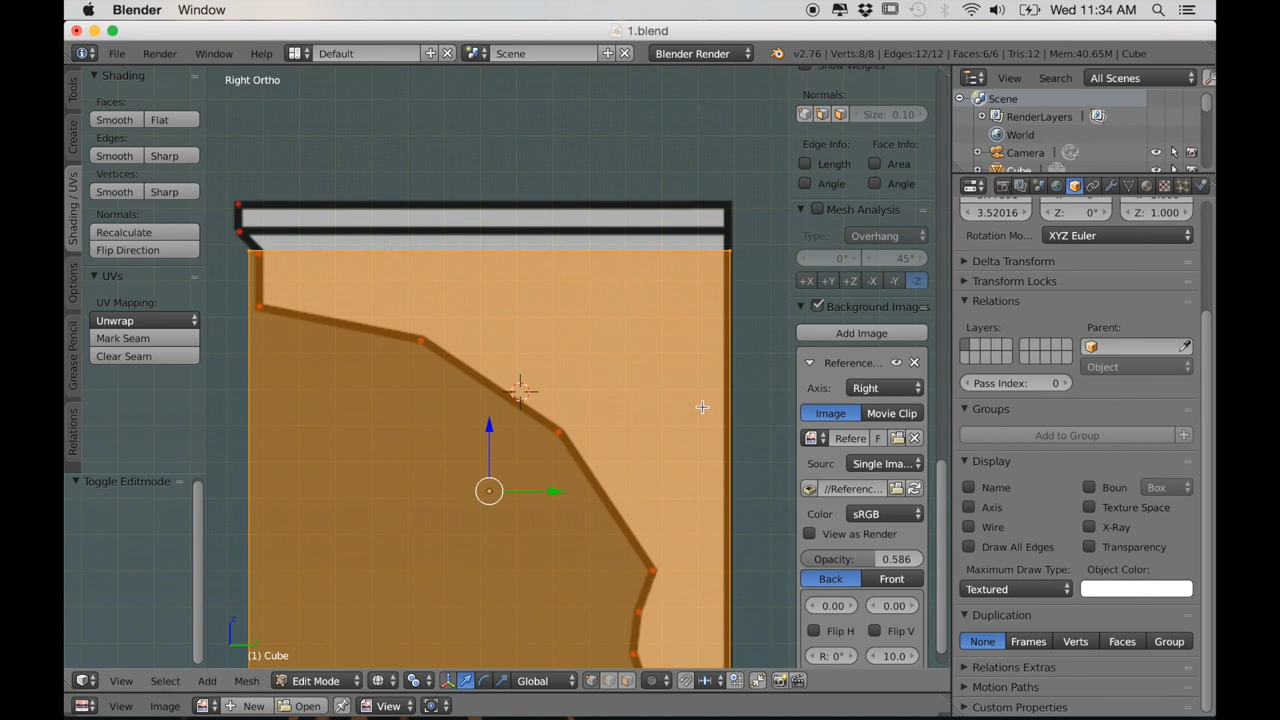 Blender Window Wed 11:34 AM
1.blend
File Render Window Help Default Scene Blender Render v2.76 | Verts:8/8 | Edges:12/12 | Faces:6/6 | Tris:12 | Mem:40.65M | Cube
Shading
Faces:
Smooth Flat
Edges:
Smooth Sharp
Vertices:
Smooth Sharp
Normals:
Recalculate
Flip Direction
UVs
UV Mapping:
Unwrap
Mark Seam
Clear Seam
Toggle Editmode
Tools
Create
Shading / UVs
Options
Grease Pencil
Relations
Right Ortho
(1) Cube
Show Weights
Normals:
Size: 0.10
Edge Info: Face Info:
Length Area
Angle Angle
Mesh Analysis
Type: Overhang
0° 45°
+X +Y +Z -X -Y -Z
Background Images
Add Image
Reference...
Axis: Right
Image Movie Clip
Refere F
Sourc Single Ima...
//Referenc...
Color sRGB
View as Render
Opacity: 0.586
Back Front
0.00 0.00
Flip H Flip V
R: 0° 10.0
View Search All Scenes
Scene
RenderLayers
World
Camera
Cube
3.52016 Z: 0° Z: 1.000
Rotation Mo... XYZ Euler
Delta Transform
Transform Locks
Relations
Layers: Parent:
Object
Pass Index: 0
Groups
Add to Group
Display
Name Boun Box
Axis Texture Space
Wire X-Ray
Draw All Edges Transparency
Maximum Draw Type: Object Color:
Textured
Duplication
None Frames Verts Faces Group
Relations Extras
Motion Paths
Custom Properties
View Select Add Mesh Edit Mode Global
View Image New Open View